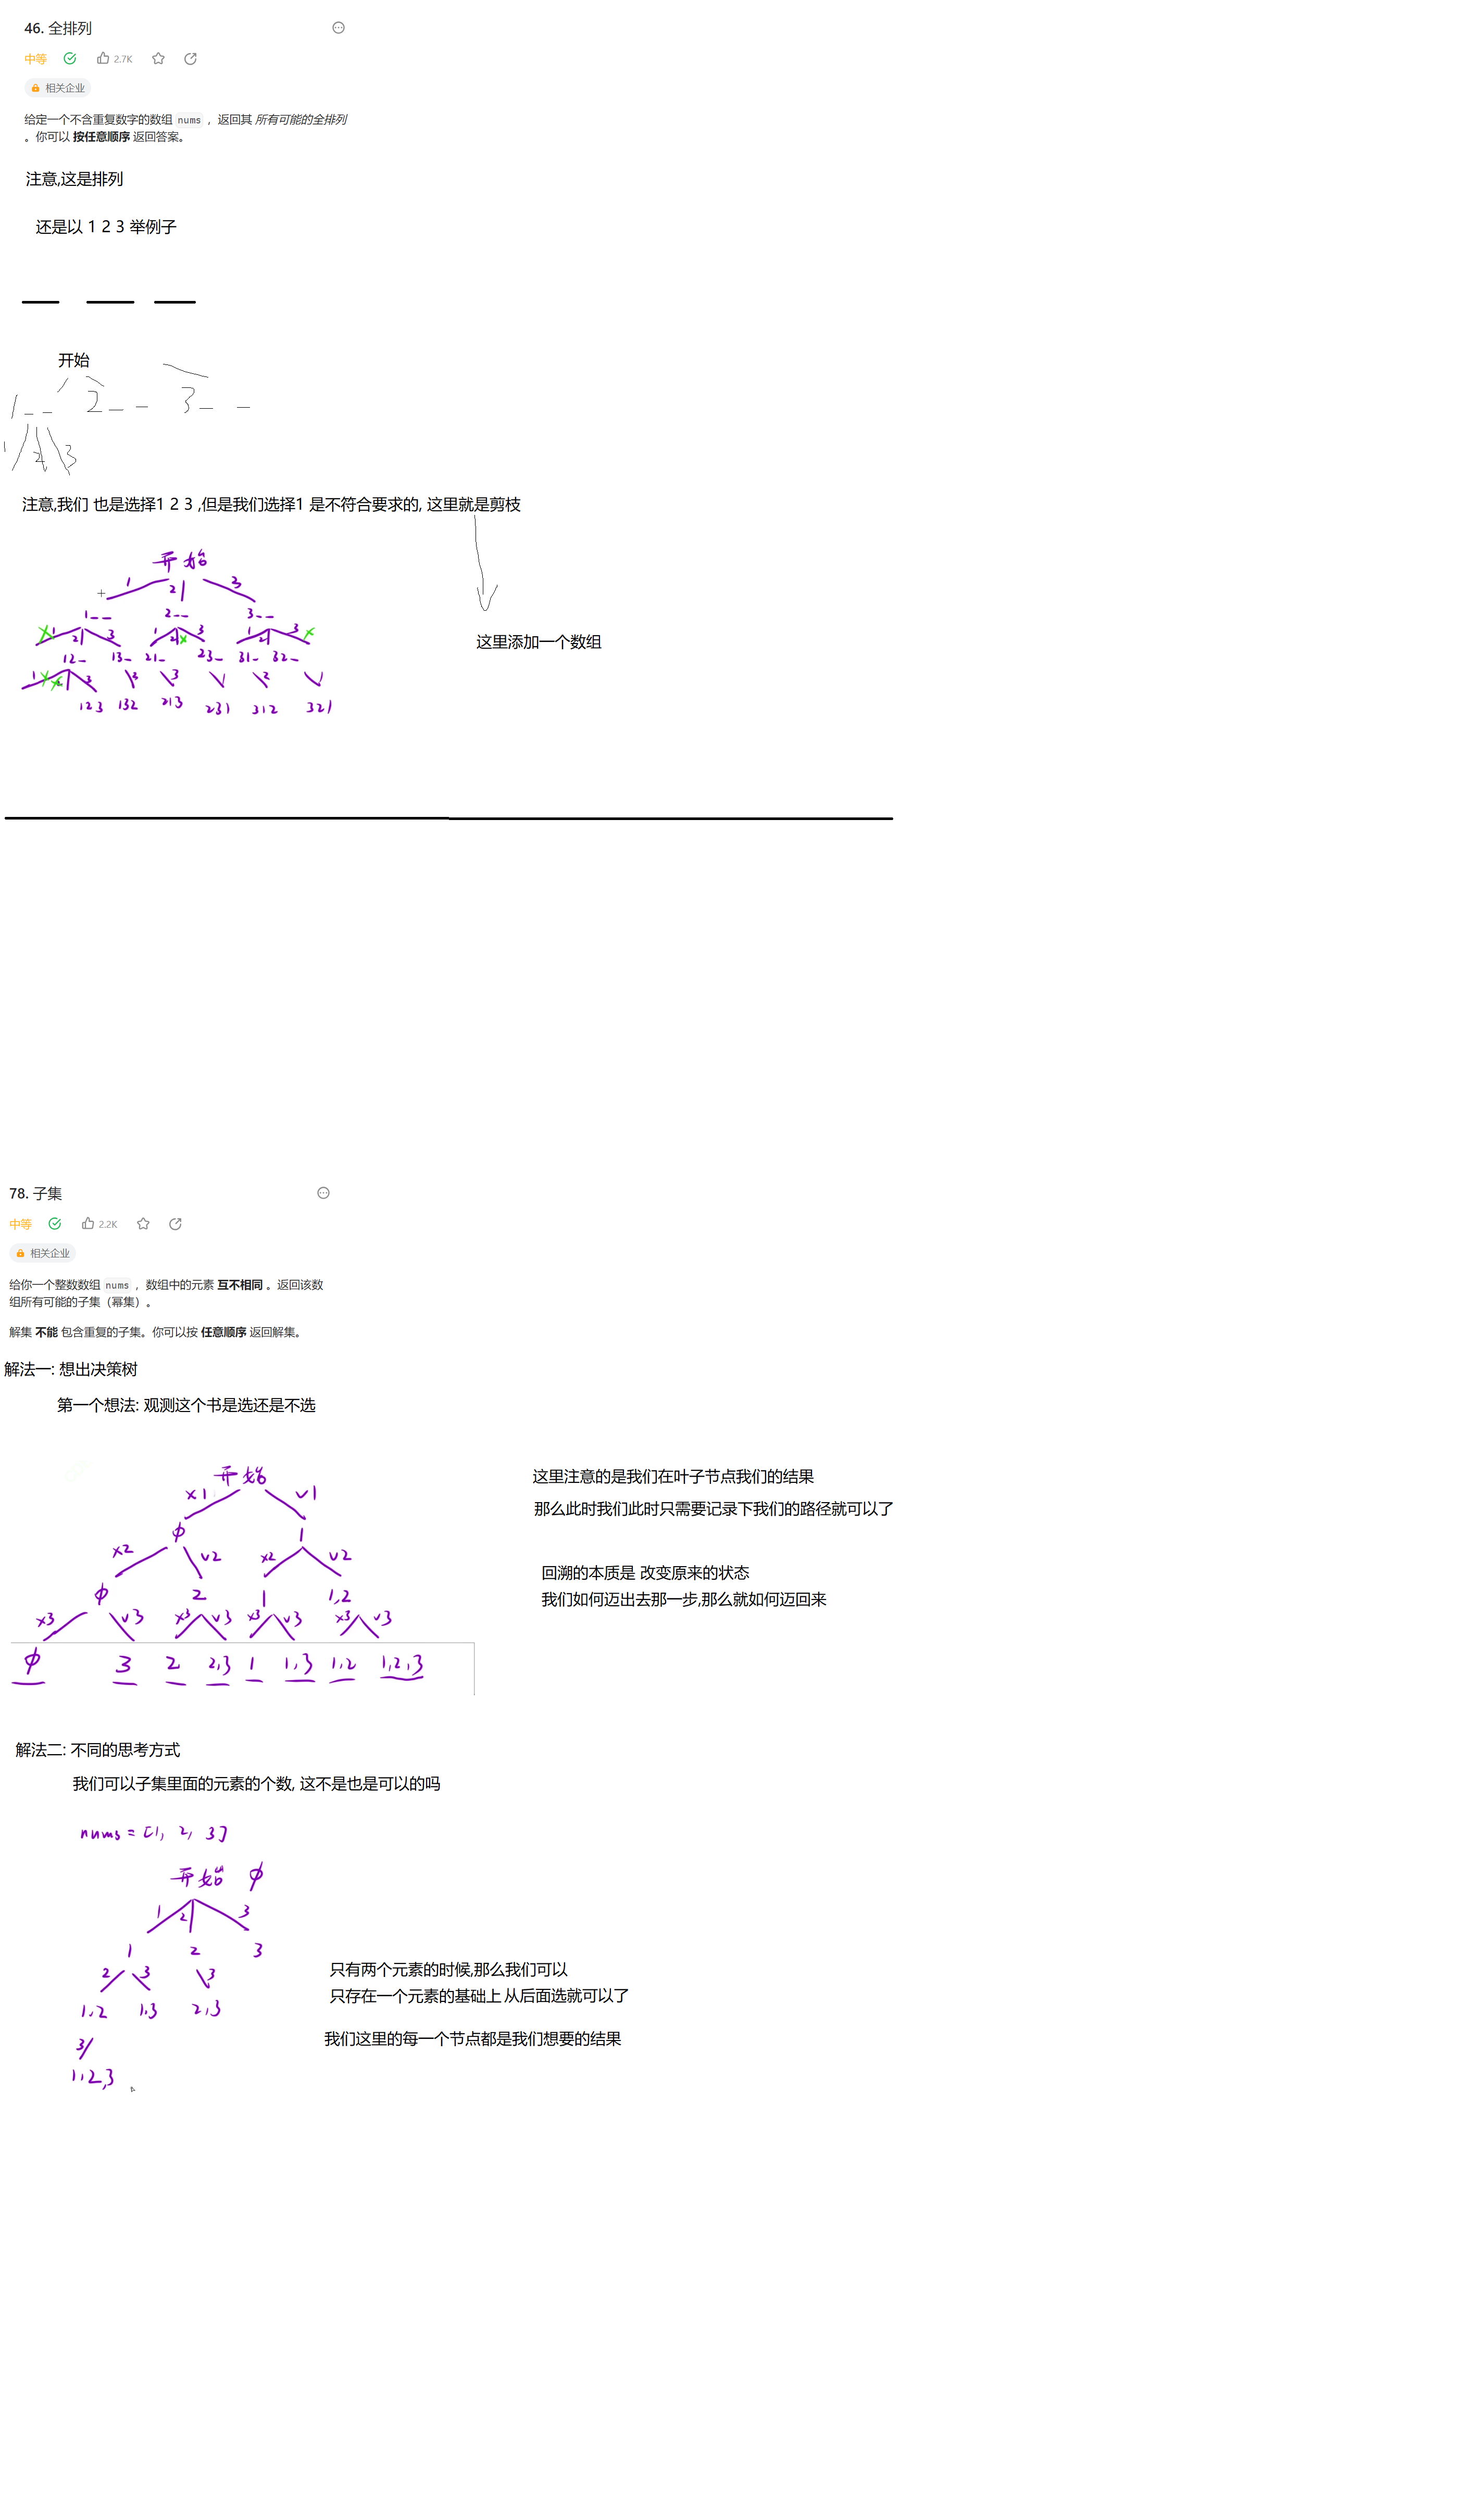 46. 全排列
中等 2.7K
相关企业
给定一个不含重复数字的数组 nums ，返回其 所有可能的全排列
。你可以 按任意顺序 返回答案。
注意,这是排列
还是以 1 2 3 举例子
开始
1 _ _ 2 _ _ 3 _ _
1 2 3
注意,我们 也是选择1 2 3 ,但是我们选择1 是不符合要求的, 这里就是剪枝
开始
1 2 3
1 _ _ 2 _ _ 3 _ _
x 1 2 3 1 2 x 3 1 2 3 x
12_ 13_ 21_ 23_ 31_ 32_
这里添加一个数组
1 x x 2 3 2 3 1 2 1
123 132 213 231 312 321
78. 子集
中等 2.2K
相关企业
给你一个整数数组 nums ，数组中的元素 互不相同 。返回该数
组所有可能的子集（幂集）。
解集 不能 包含重复的子集。你可以按 任意顺序 返回解集。
解法一: 想出决策树
第一个想法: 观测这个书是选还是不选
开始
x1 v1
ϕ 1
x2 v2 x2 v2
ϕ 2 1 1,2
x3 v3 x3 v3 x3 v3 x3 v3
ϕ 3 2 2,3 1 1,3 1,2 1,2,3
这里注意的是我们在叶子节点我们的结果
那么此时我们此时只需要记录下我们的路径就可以了
回溯的本质是 改变原来的状态
我们如何迈出去那一步,那么就如何迈回来
解法二: 不同的思考方式
我们可以子集里面的元素的个数, 这不是也是可以的吗
nums = [1, 2, 3]
开始 ϕ
1 2 3
1 2 3
2 3 3
1,2 1,3 2,3
3
1,2,3
只有两个元素的时候,那么我们可以
只存在一个元素的基础上 从后面选就可以了
我们这里的每一个节点都是我们想要的结果